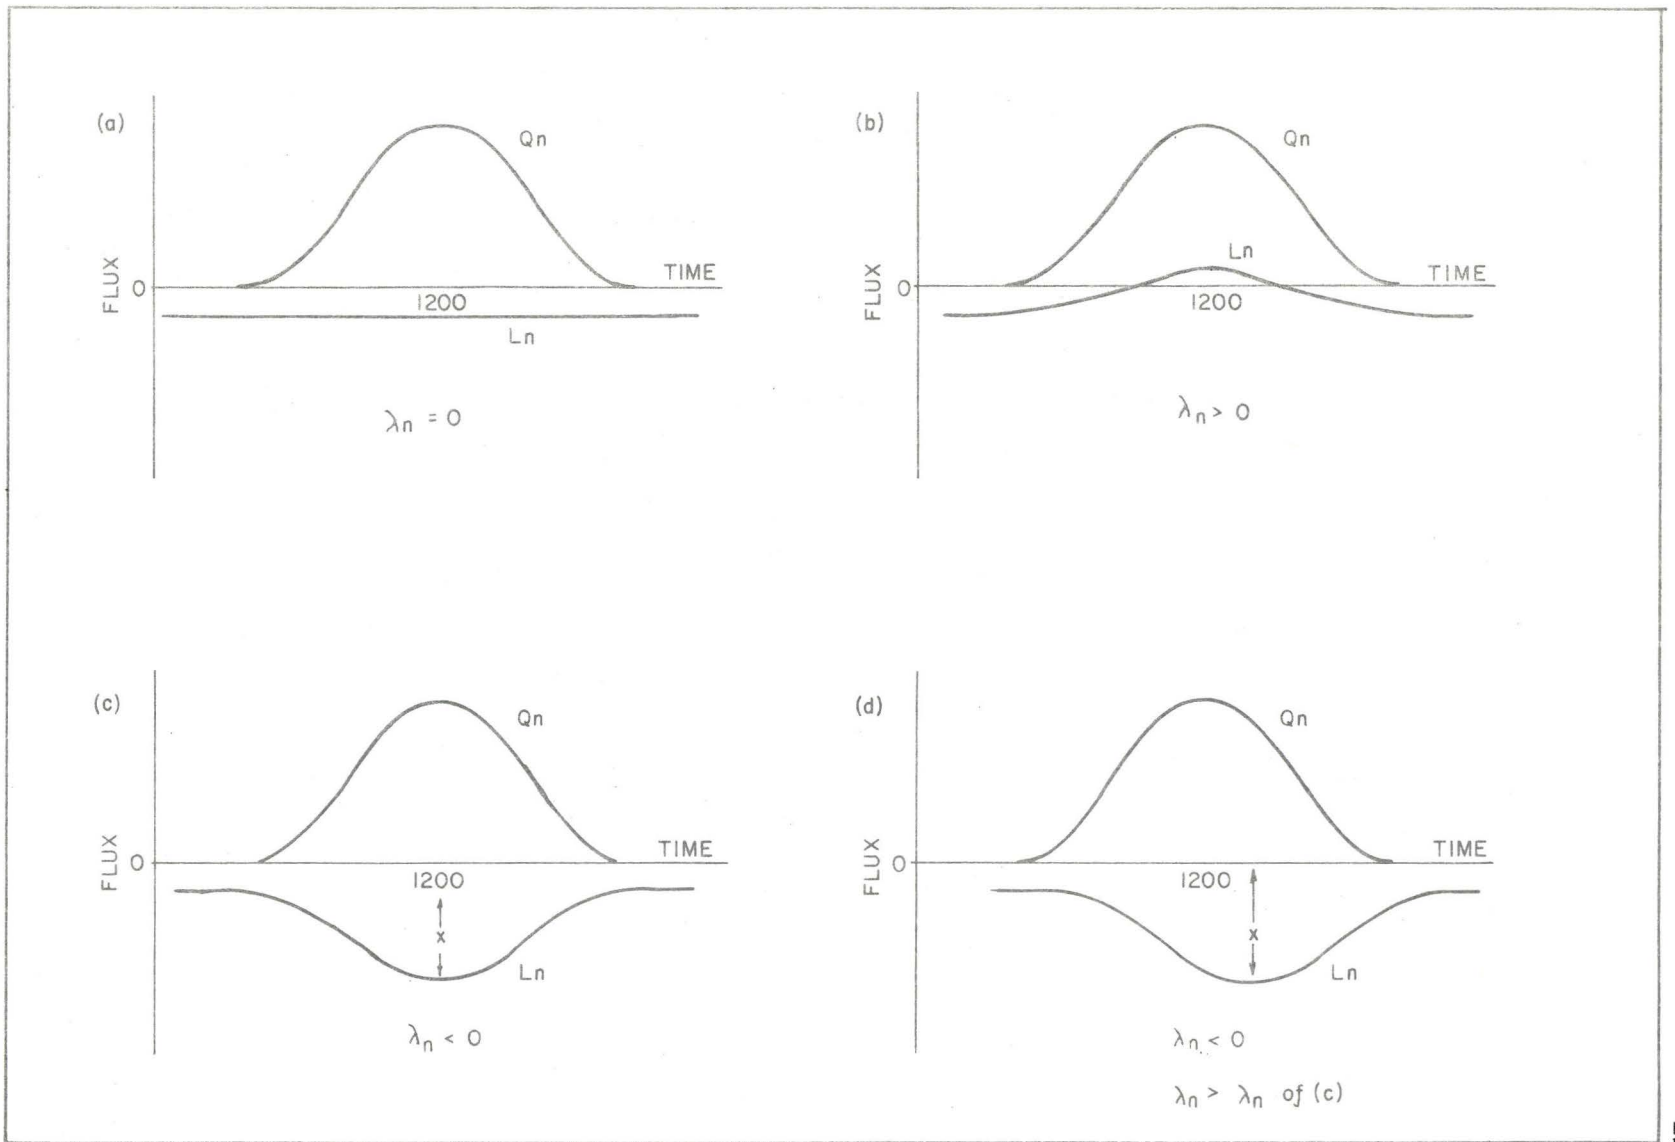 (a)
Qn
FLUX
0
TIME
1200
Ln
λn = 0
(b)
Qn
Ln
FLUX
0
TIME
1200
λn > 0
(c)
Qn
FLUX
0
TIME
1200
x
Ln
λn < 0
(d)
Qn
FLUX
0
TIME
1200
x
Ln
λn < 0
λn > λn of (c)